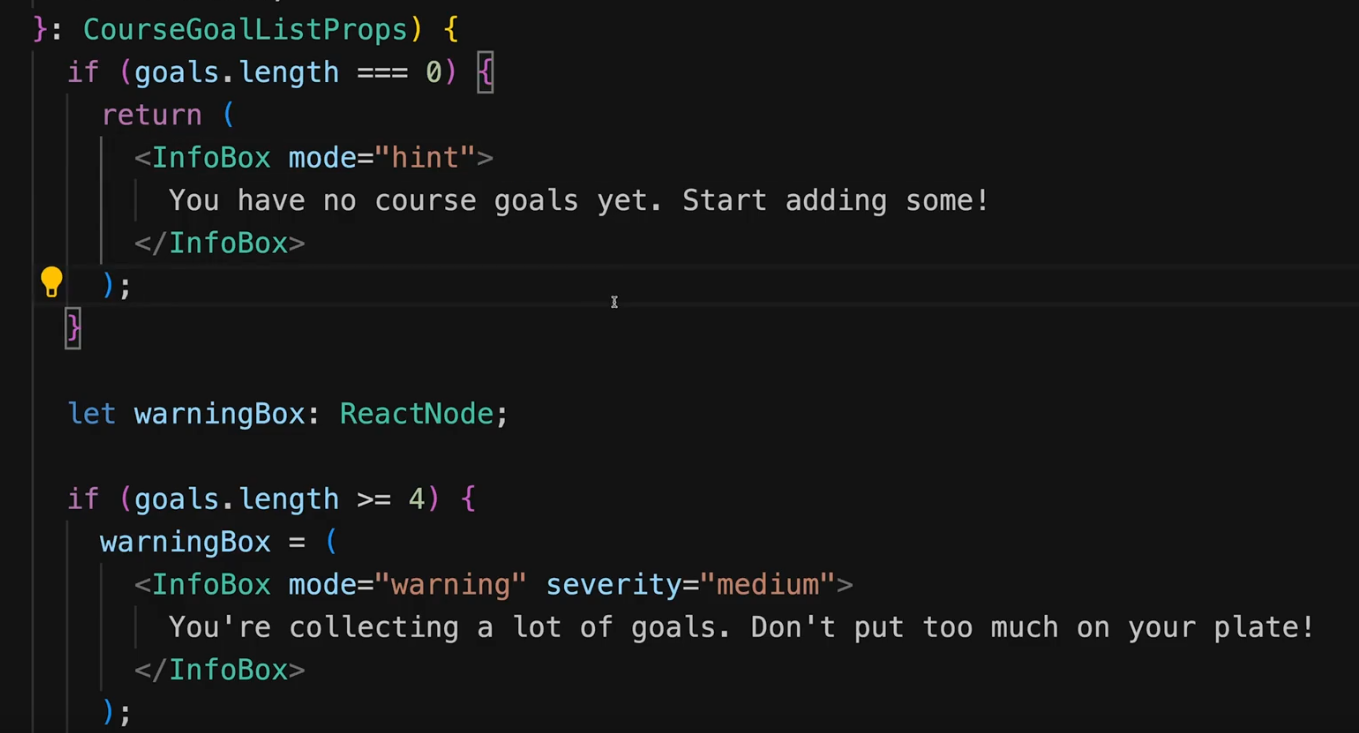 }: CourseGoalListProps) {
if (goals.length === 0) {
return (
<InfoBox mode="hint">
You have no course goals yet. Start adding some!
</InfoBox>
);
}
let warningBox: ReactNode;
if (goals.length >= 4) {
warningBox = (
<InfoBox mode="warning" severity="medium">
You're collecting a lot of goals. Don't put too much on your plate!
</InfoBox>
);